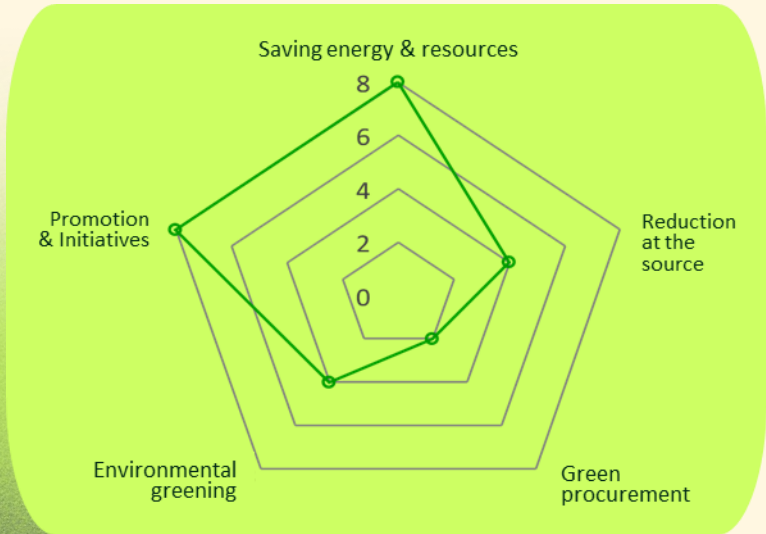 Saving energy & resources
8
6
4
2
0
Promotion
& Initiatives
Reduction
at the
source
Environmental
greening
Green
procurement